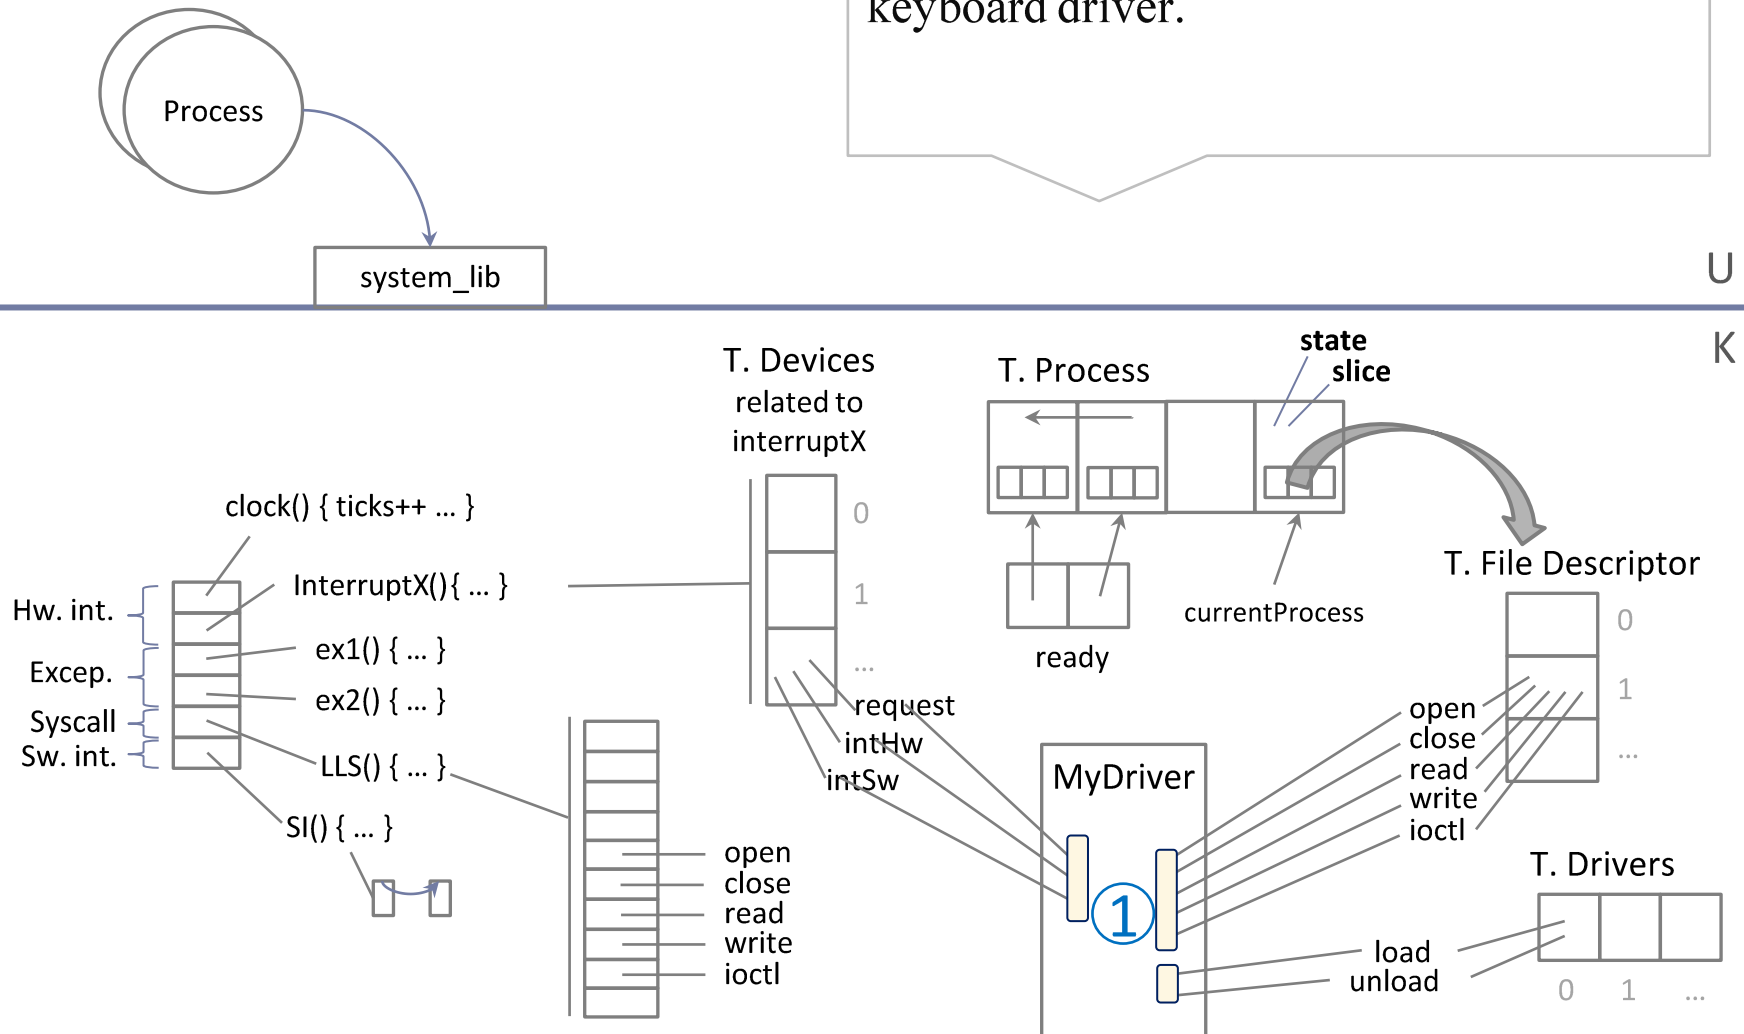 keyboard driver.
Process
system_lib
U
K
T. Devices
related to
interruptX
0
1
...
T. Process
state
slice
ready
currentProcess
T. File Descriptor
0
1
...
clock() { ticks++ ... }
InterruptX(){ ... }
ex1() { ... }
ex2() { ... }
LLS() { ... }
SI() { ... }
Hw. int.
Excep.
Syscall
Sw. int.
request
intHw
intSw
open
close
read
write
ioctl
MyDriver
1
open
close
read
write
ioctl
T. Drivers
load
unload
0 1 ...